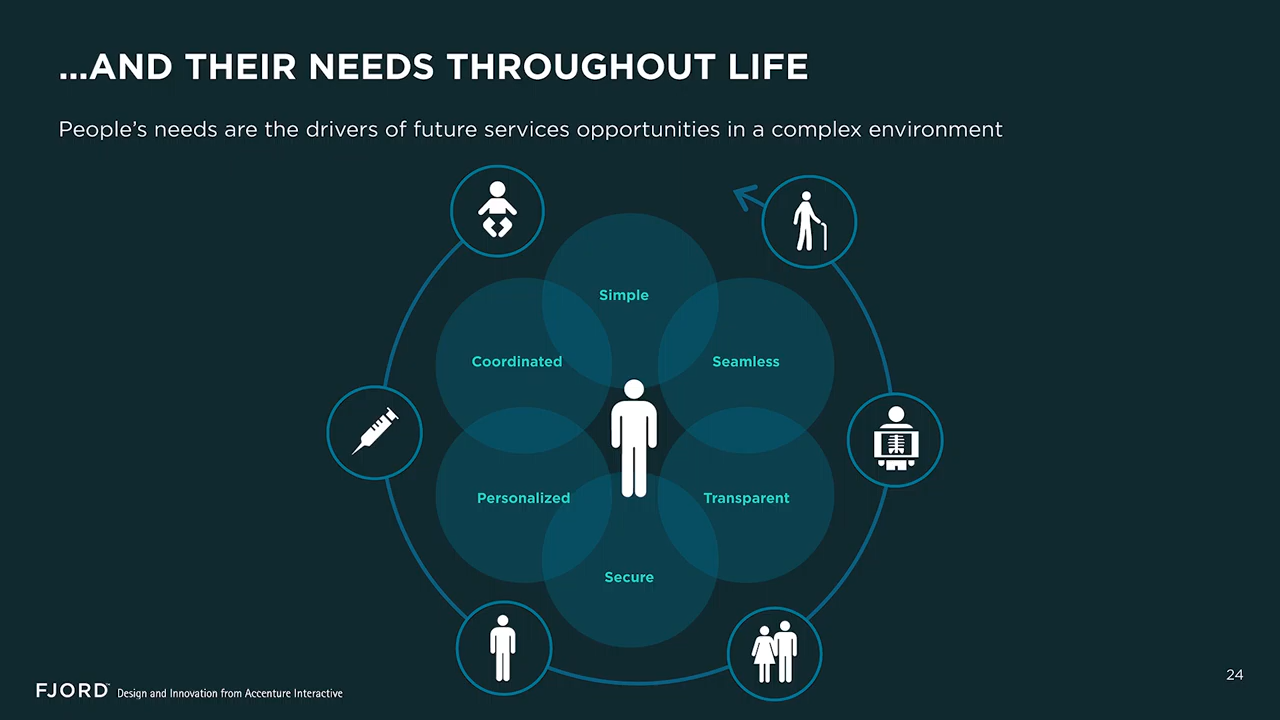 ...AND THEIR NEEDS THROUGHOUT LIFE
People's needs are the drivers of future services opportunities in a complex environment
Simple
Coordinated
Seamless
Personalized
Transparent
Secure
FJORD™ Design and Innovation from Accenture Interactive
24